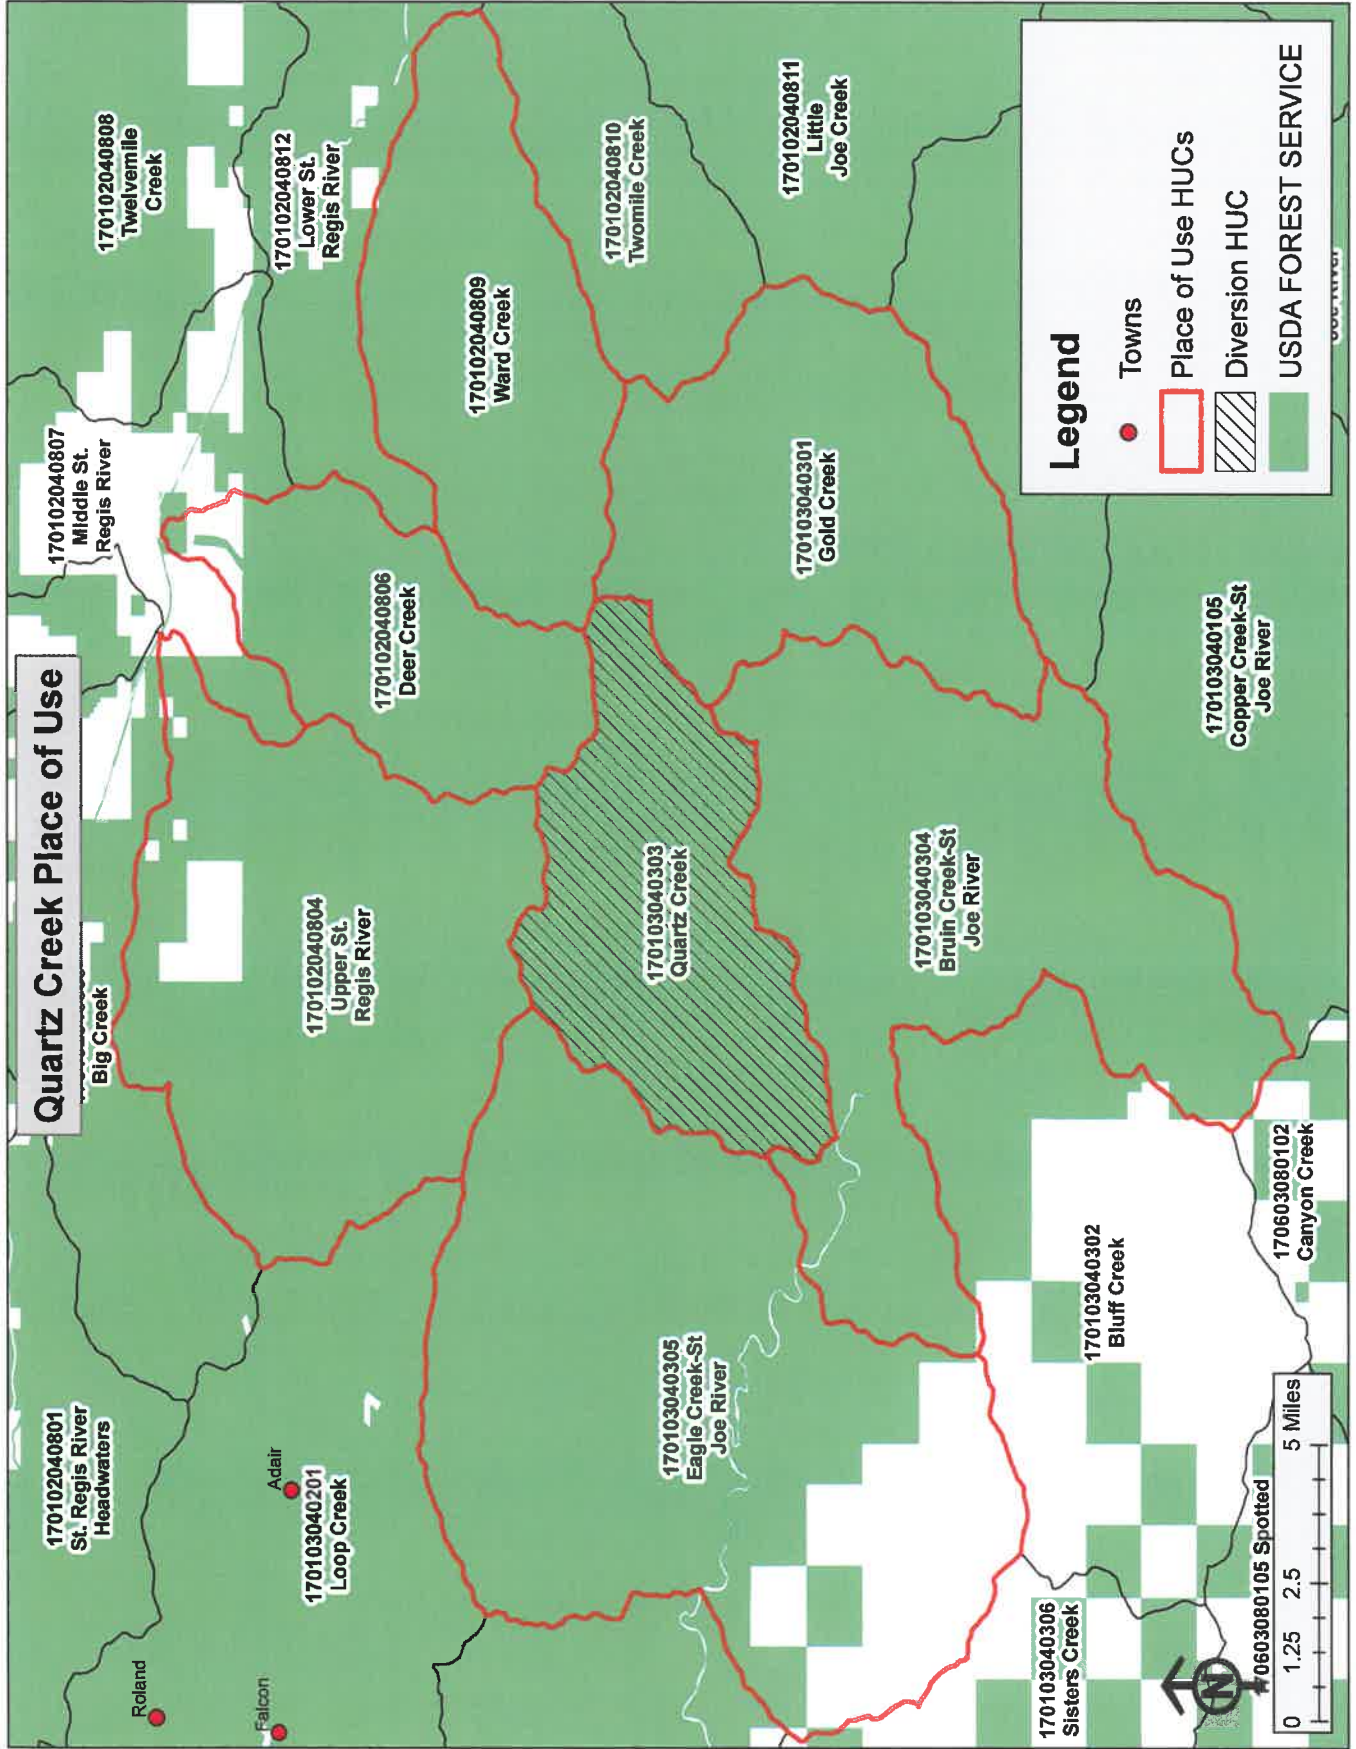 Quartz Creek Place of Use
170102040801
St. Regis River
Headwaters
Big Creek
170102040807
Middle St.
Regis River
170102040808
Twelvemile
Creek
170102040812
Lower St.
Regis River
Roland
Falcon
Adair
170103040201
Loop Creek
170102040804
Upper St.
Regis River
170102040806
Deer Creek
170102040809
Ward Creek
170102040810
Twomile Creek
170102040811
Little
Joe Creek
170103040305
Eagle Creek-St
Joe River
170103040303
Quartz Creek
170103040301
Gold Creek
170103040304
Bruin Creek-St
Joe River
170103040302
Bluff Creek
170103040306
Sisters Creek
170103040105
Copper Creek-St
Joe River
170603080102
Canyon Creek
Spotted
N
0 1.25 2.5 5 Miles
Legend
Towns
Place of Use HUCs
Diversion HUC
USDA FOREST SERVICE